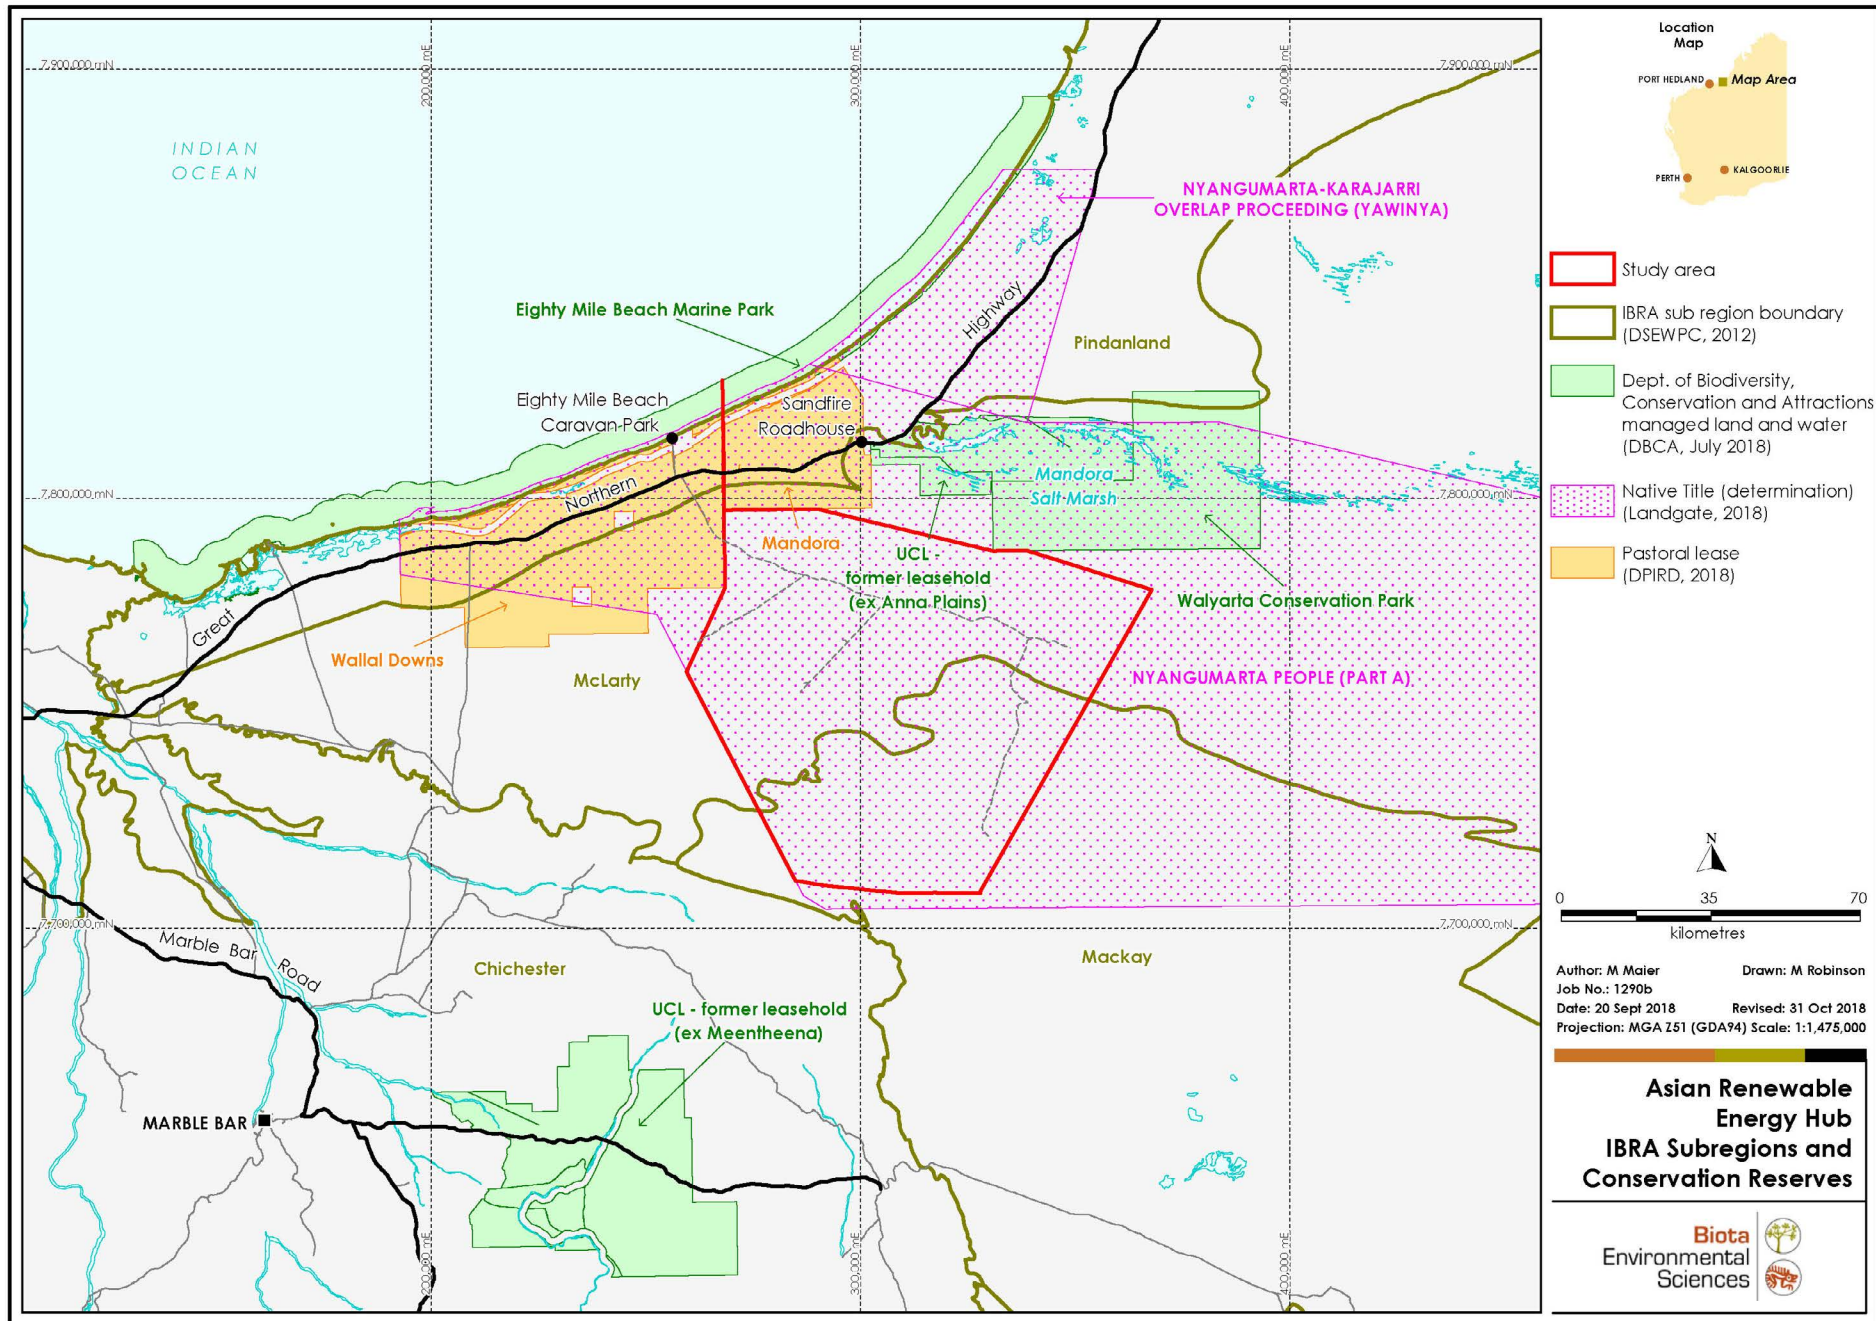 7,900,000 mN
200,000 mE
300,000 mE
400,000 mE
7,900,000 mN
INDIAN
OCEAN
NYANGUMARTA-KARAJARRI
OVERLAP PROCEEDING (YAWINYA)
Eighty Mile Beach Marine Park
Highway
Pindanland
Eighty Mile Beach
Caravan Park
Sandfire
Roadhouse
Mandora
Salt Marsh
7,800,000 mN
Northern
7,800,000 mN
Mandora
UCL -
former leasehold
(ex Anna Plains)
Walyarta Conservation Park
Great
Wallal Downs
McLarty
NYANGUMARTA PEOPLE (PART A)
7,700,000 mN
7,700,000 mN
Marble Bar Road
Chichester
Mackay
UCL - former leasehold
(ex Meentheena)
MARBLE BAR
200,000 mE
300,000 mE
400,000 mE
Location
Map
PORT HEDLAND
Map Area
PERTH
KALGOORLIE
Study area
IBRA sub region boundary
(DSEWPC, 2012)
Dept. of Biodiversity,
Conservation and Attractions
managed land and water
(DBCA, July 2018)
Native Title (determination)
(Landgate, 2018)
Pastoral lease
(DPIRD, 2018)
N
0 35 70
kilometres
Author: M Maier Drawn: M Robinson
Job No.: 1290b
Date: 20 Sept 2018 Revised: 31 Oct 2018
Projection: MGA Z51 (GDA94) Scale: 1:1,475,000
Asian Renewable
Energy Hub
IBRA Subregions and
Conservation Reserves
Biota
Environmental
Sciences